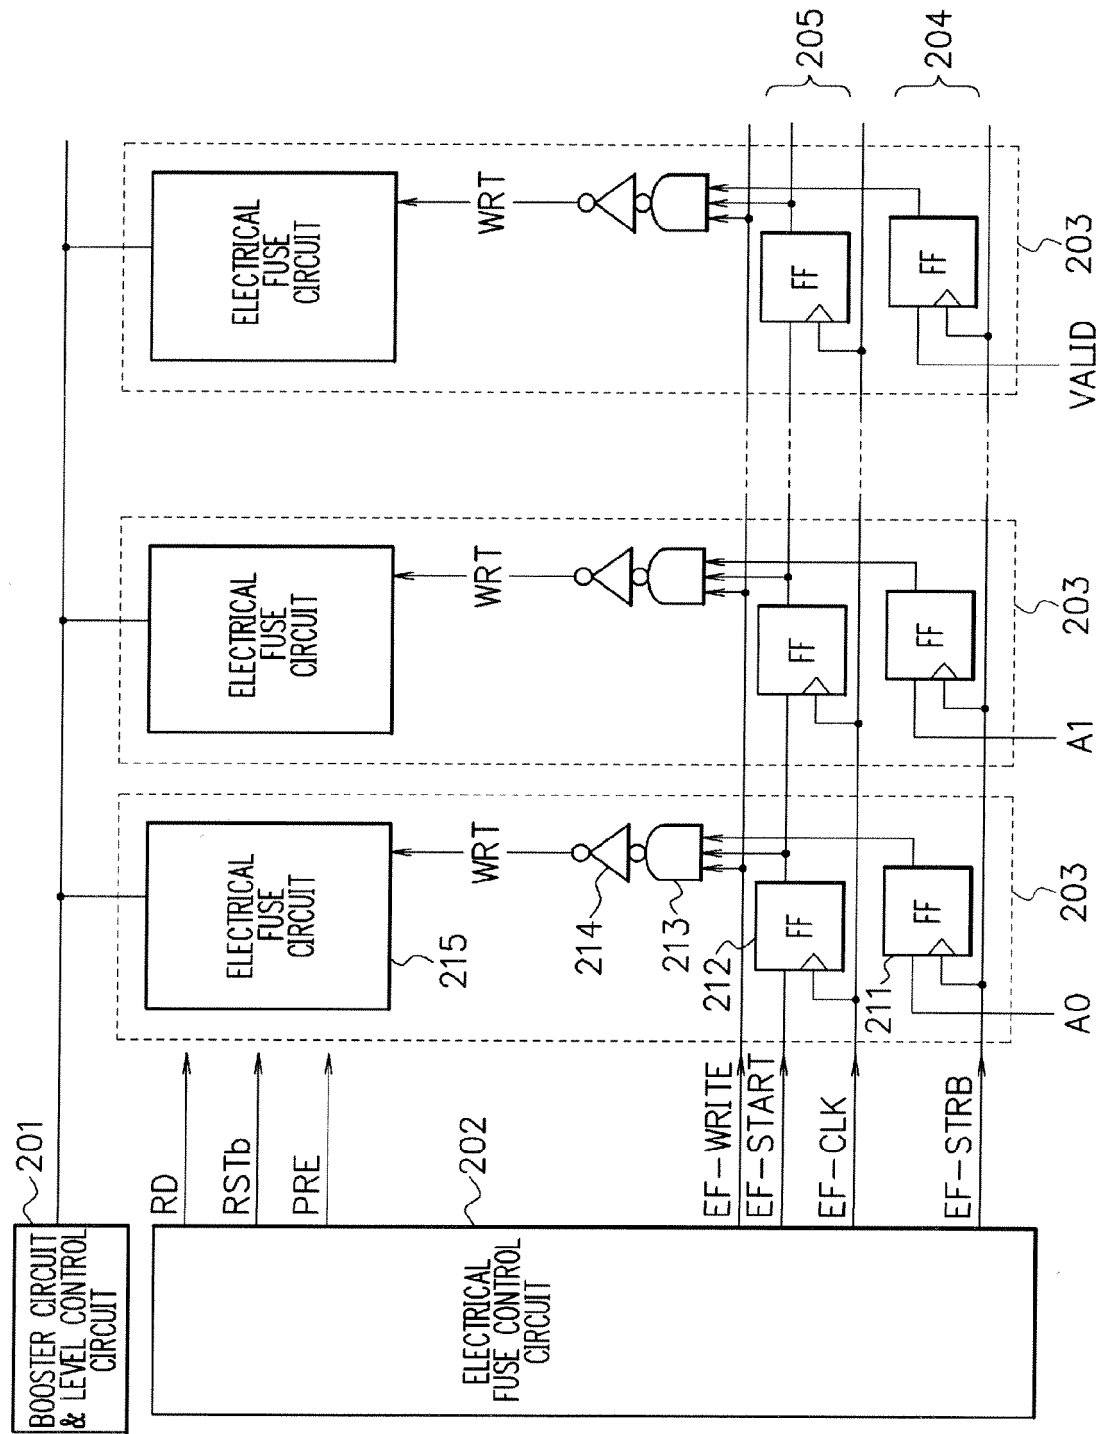 BOOSTER CIRCUIT
& LEVEL CONTROL
CIRCUIT
201
ELECTRICAL
FUSE CONTROL
CIRCUIT
202
RD
RSTb
PRE
EF-WRITE
EF-START
EF-CLK
EF-STRB
ELECTRICAL
FUSE
CIRCUIT
215
WRT
214
213
212
FF
211
FF
A0
203
ELECTRICAL
FUSE
CIRCUIT
WRT
FF
FF
A1
203
ELECTRICAL
FUSE
CIRCUIT
WRT
FF
FF
VALID
203
205
204